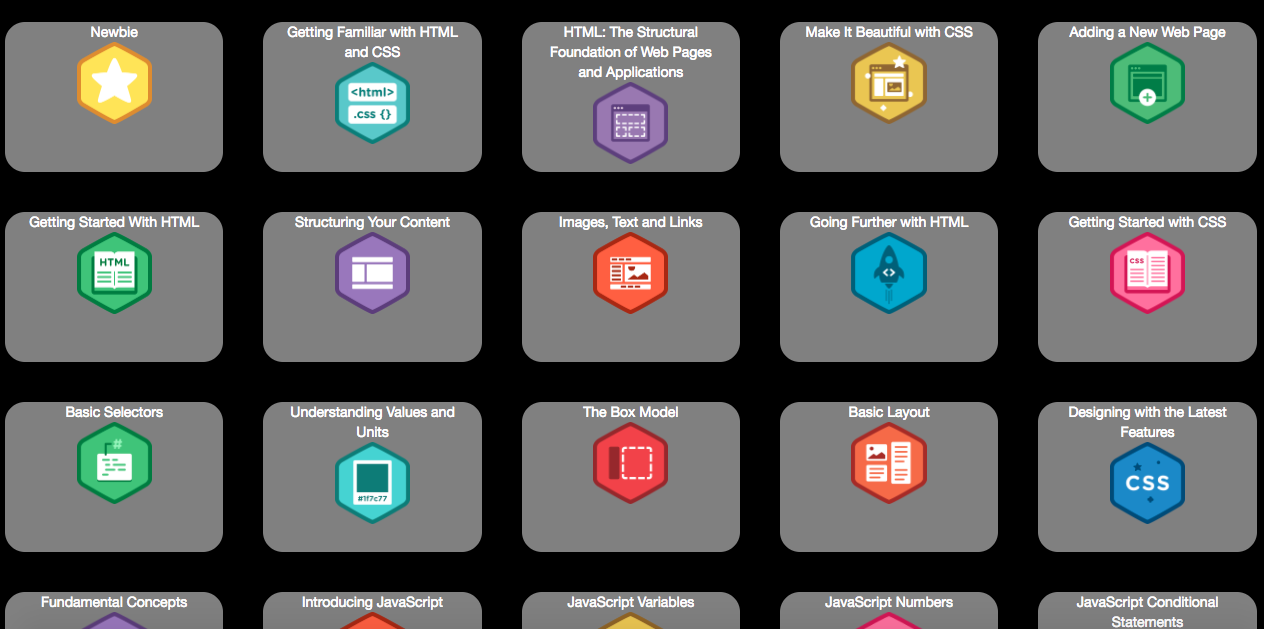 Newbie
Getting Familiar with HTML
and CSS
<html>
.css {}
HTML: The Structural
Foundation of Web Pages
and Applications
Make It Beautiful with CSS
Adding a New Web Page
Getting Started With HTML
HTML
Structuring Your Content
Images, Text and Links
Going Further with HTML
<>
Getting Started with CSS
CSS
Basic Selectors
#
Understanding Values and
Units
#1f7c77
The Box Model
Basic Layout
Designing with the Latest
Features
CSS
Fundamental Concepts
Introducing JavaScript
JavaScript Variables
JavaScript Numbers
JavaScript Conditional
Statements